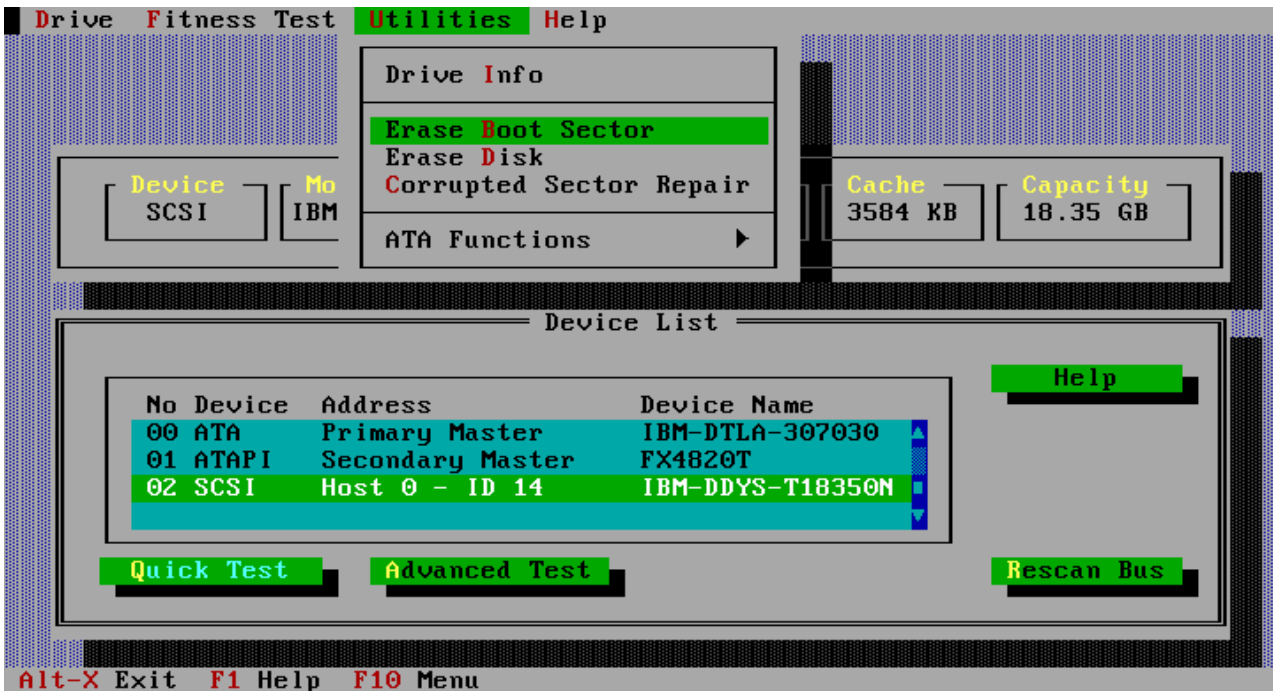 Drive Fitness Test Utilities Help
Drive Info
Erase Boot Sector
Erase Disk
Corrupted Sector Repair
ATA Functions
Device Mo Cache Capacity
SCSI IBM 3584 KB 18.35 GB
Device List
Help
No Device Address Device Name
00 ATA Primary Master IBM-DTLA-307030
01 ATAPI Secondary Master FX4820T
02 SCSI Host 0 - ID 14 IBM-DDYS-T18350N
Quick Test Advanced Test Rescan Bus
Alt-X Exit F1 Help F10 Menu